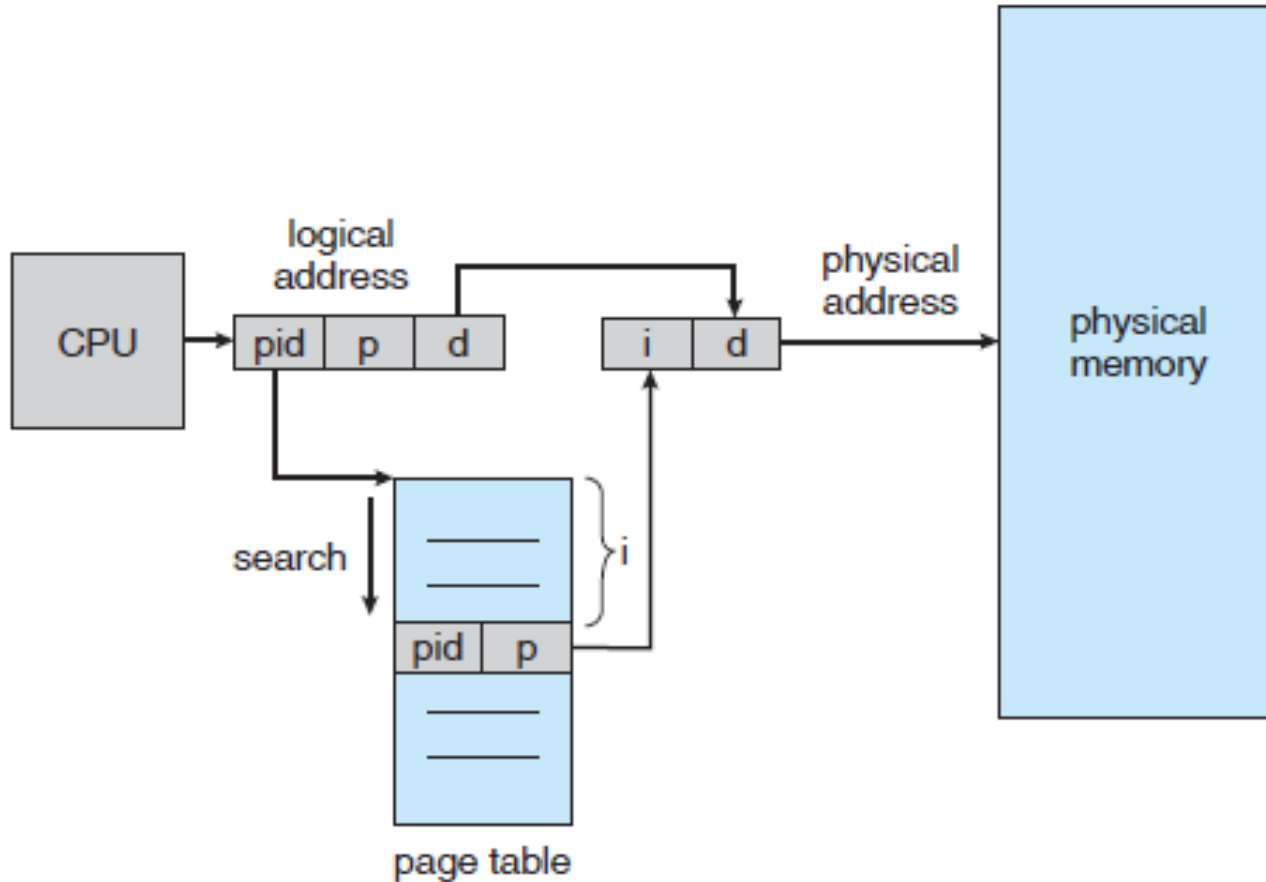 logical
address
CPU
pid p d
i d
physical
address
physical
memory
search
i
pid p
page table